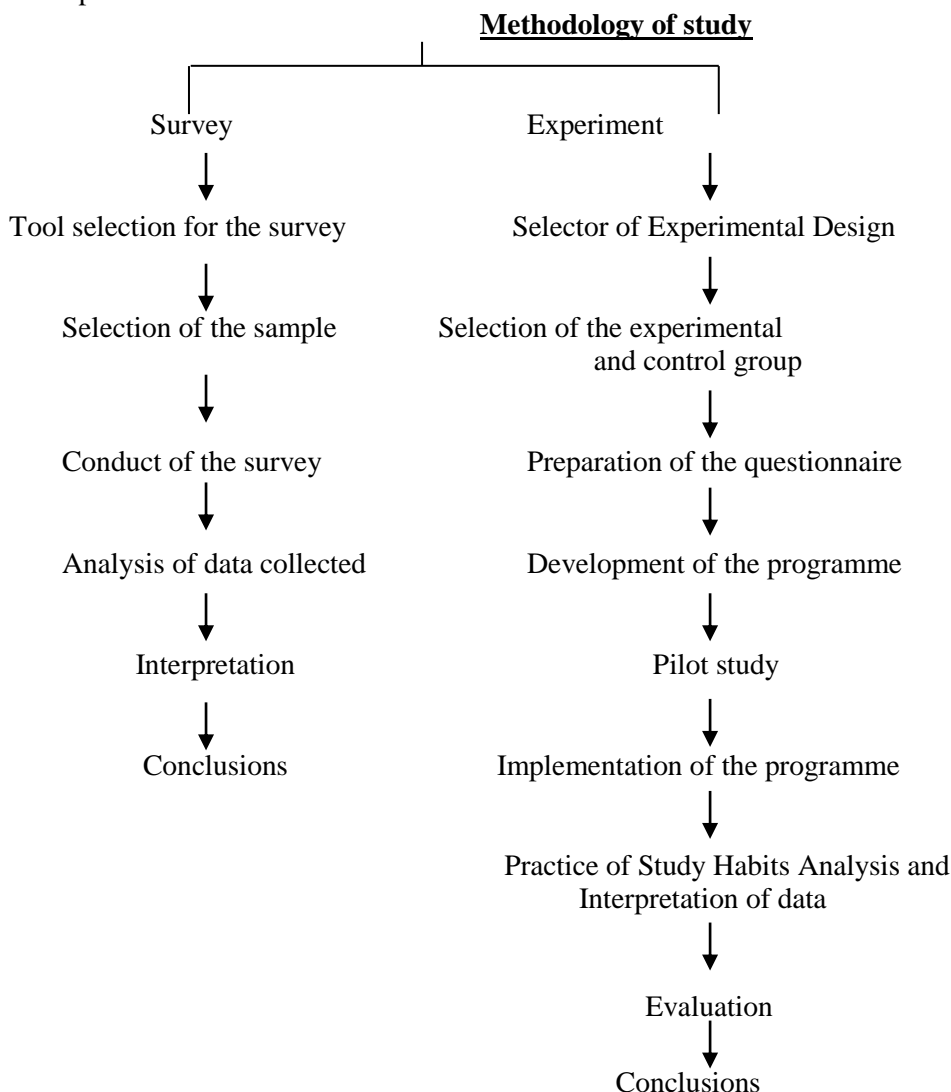 Methodology of study
Survey
Tool selection for the survey
Selection of the sample
Conduct of the survey
Analysis of data collected
Interpretation
Conclusions
Experiment
Selector of Experimental Design
Selection of the experimental
and control group
Preparation of the questionnaire
Development of the programme
Pilot study
Implementation of the programme
Practice of Study Habits Analysis and
Interpretation of data
Evaluation
Conclusions